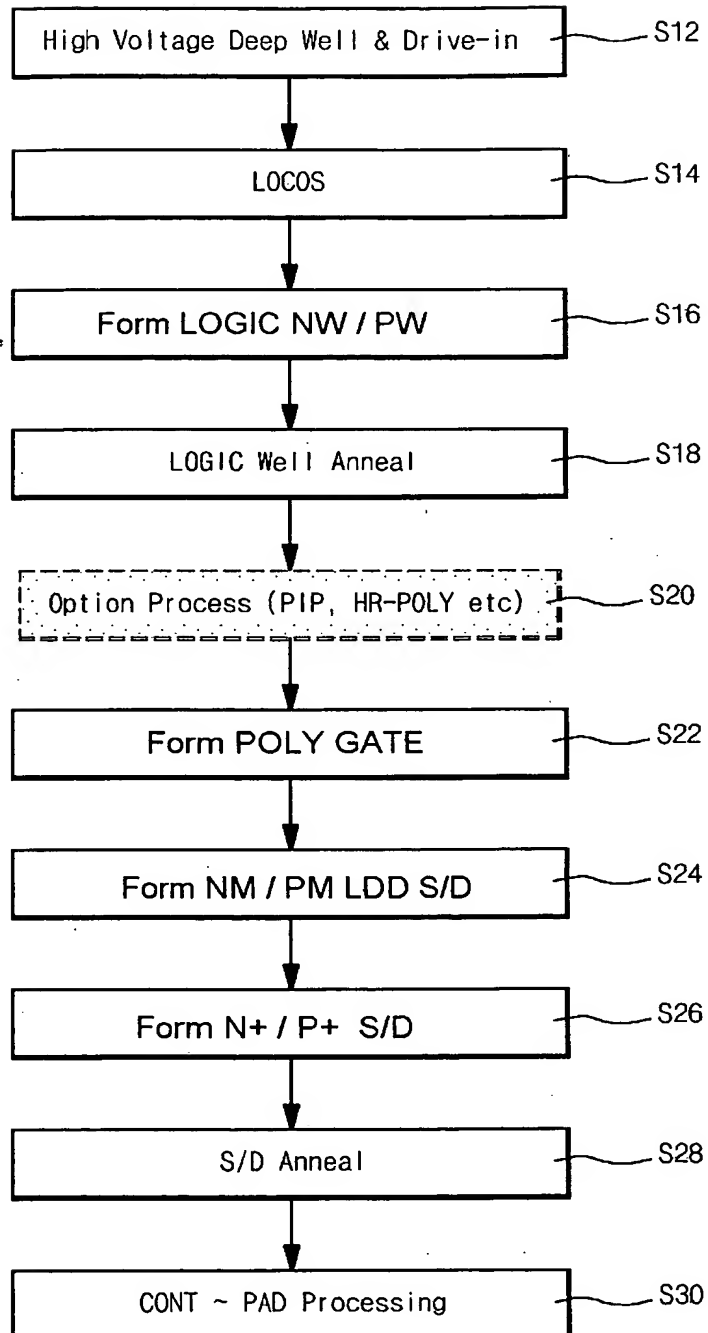 High Voltage Deep Well & Drive-in S12
LOCOS S14
Form LOGIC NW / PW S16
LOGIC Well Anneal S18
Option Process (PIP, HR-POLY etc) S20
Form POLY GATE S22
Form NM / PM LDD S/D S24
Form N+ / P+ S/D S26
S/D Anneal S28
CONT ~ PAD Processing S30